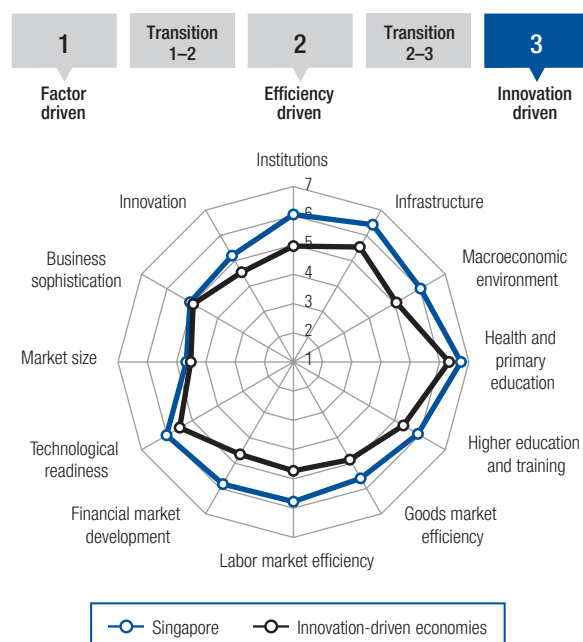 1
Transition
1–2
2
Transition
2–3
3
Factor
driven
Efficiency
driven
Innovation
driven
Institutions
7
6
5
4
3
2
1
Infrastructure
Macroeconomic
environment
Health and
primary
education
Higher education
and training
Goods market
efficiency
Labor market efficiency
Financial market
development
Technological
readiness
Market size
Business
sophistication
Innovation
Singapore
Innovation-driven economies